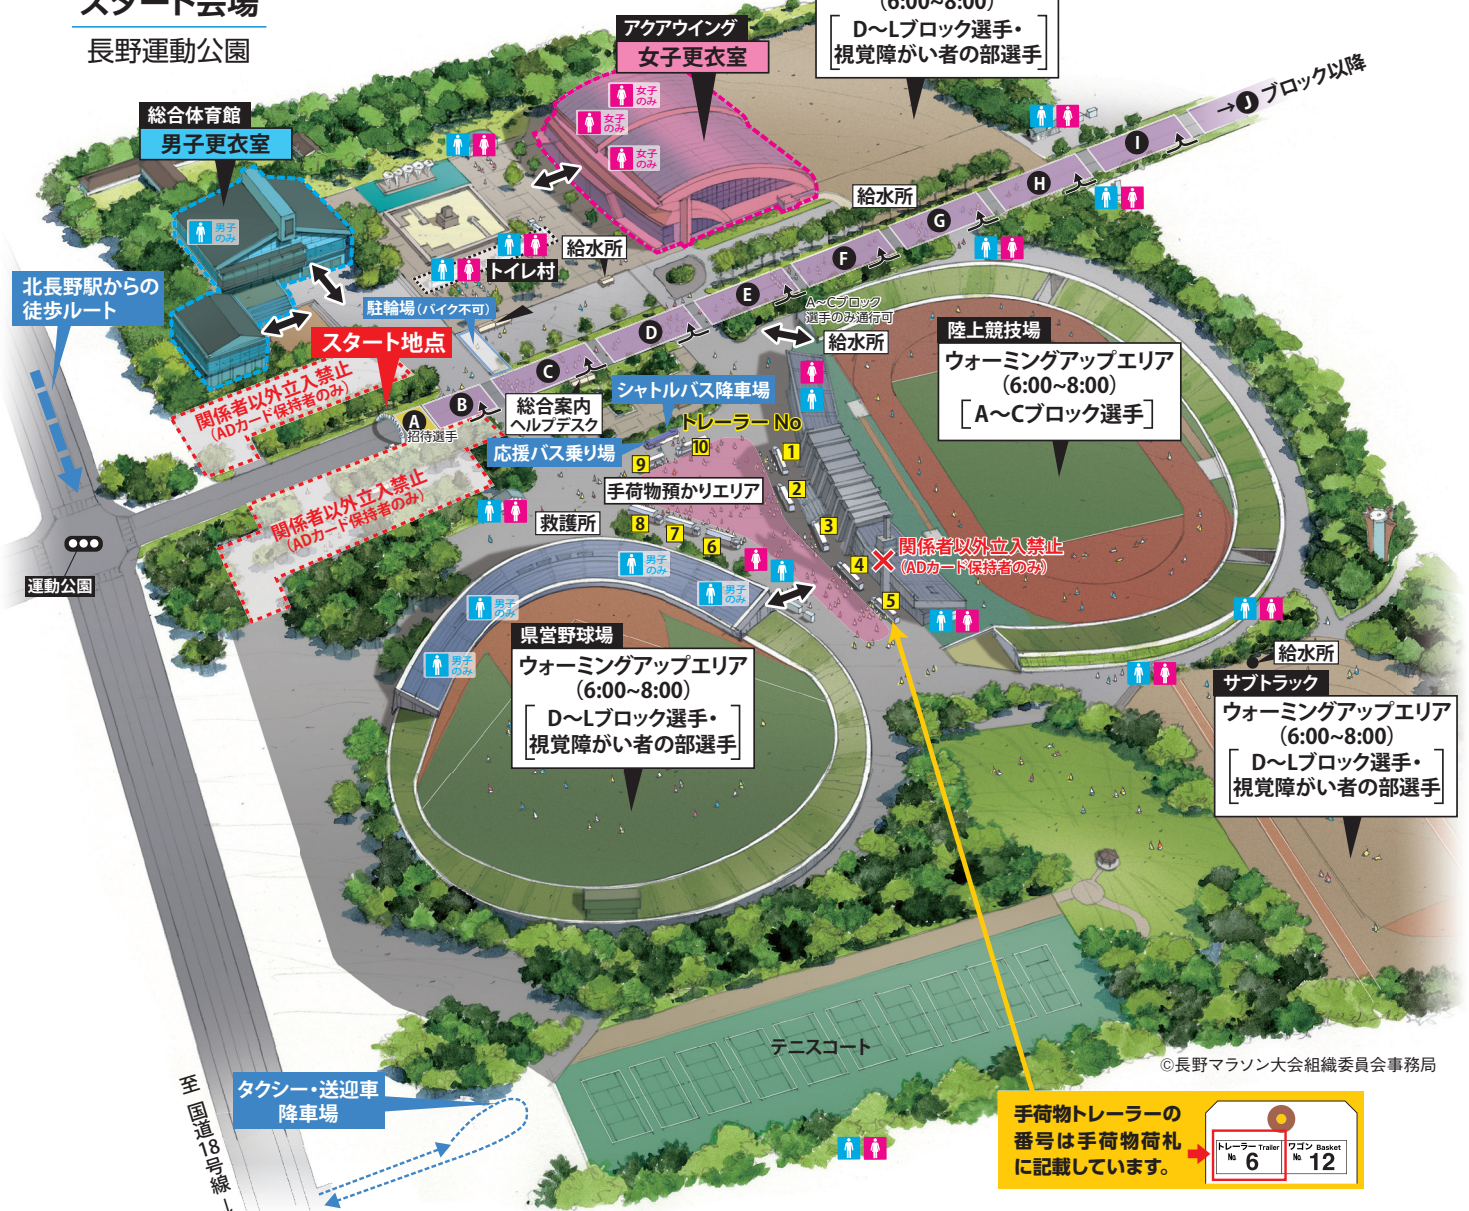 スタート会場
長野運動公園
(6:00~8:00)
D〜Lブロック選手・
視覚障がい者の部選手
アクアウイング
女子更衣室
女子
のみ
女子
のみ
女子
のみ
総合体育館
男子更衣室
男子
のみ
→Jブロック以降
I
H
G
F
E
D
C
B
A
招待選手
給水所
給水所
トイレ村
北長野駅からの
徒歩ルート
駐輪場(バイク不可)
スタート地点
A〜Cブロック
選手のみ通行可
給水所
陸上競技場
ウォーミングアップエリア
(6:00~8:00)
A〜Cブロック選手
関係者以外立入禁止
(ADカード保持者のみ)
総合案内
ヘルプデスク
シャトルバス降車場
トレーラー No
応援バス乗り場
10
9
1
2
3
4
5
手荷物預かりエリア
8
7
6
救護所
関係者以外立入禁止
(ADカード保持者のみ)
関係者以外立入禁止
(ADカード保持者のみ)
運動公園
男子
のみ
男子
のみ
男子
のみ
男子
のみ
県営野球場
ウォーミングアップエリア
(6:00~8:00)
D〜Lブロック選手・
視覚障がい者の部選手
給水所
サブトラック
ウォーミングアップエリア
(6:00~8:00)
D〜Lブロック選手・
視覚障がい者の部選手
テニスコート
©長野マラソン大会組織委員会事務局
タクシー・送迎車
降車場
至 国道18号線
手荷物トレーラーの
番号は手荷物荷札
に記載しています。
トレーラー Trailer
№ 6
ワゴン Basket
№ 12